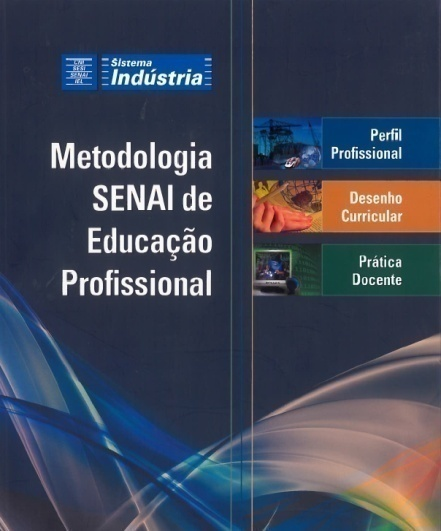 CNI
SESI
SENAI
IEL
Sistema
Indústria
Metodologia
SENAI de
Educação
Profissional
Perfil
Profissional
Desenho
Curricular
Prática
Docente